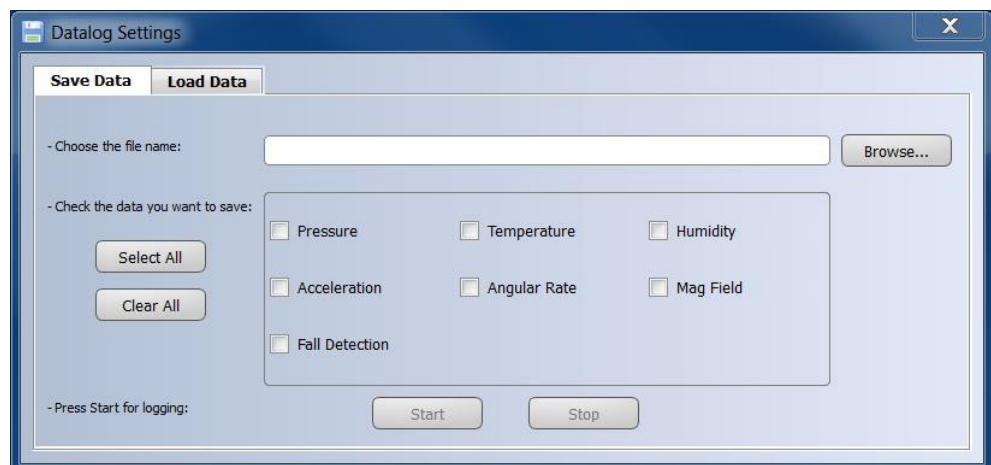 Datalog Settings
X
Save Data Load Data
- Choose the file name:
Browse...
- Check the data you want to save:
Pressure Temperature Humidity
Select All
Acceleration Angular Rate Mag Field
Clear All
Fall Detection
- Press Start for logging:
Start Stop